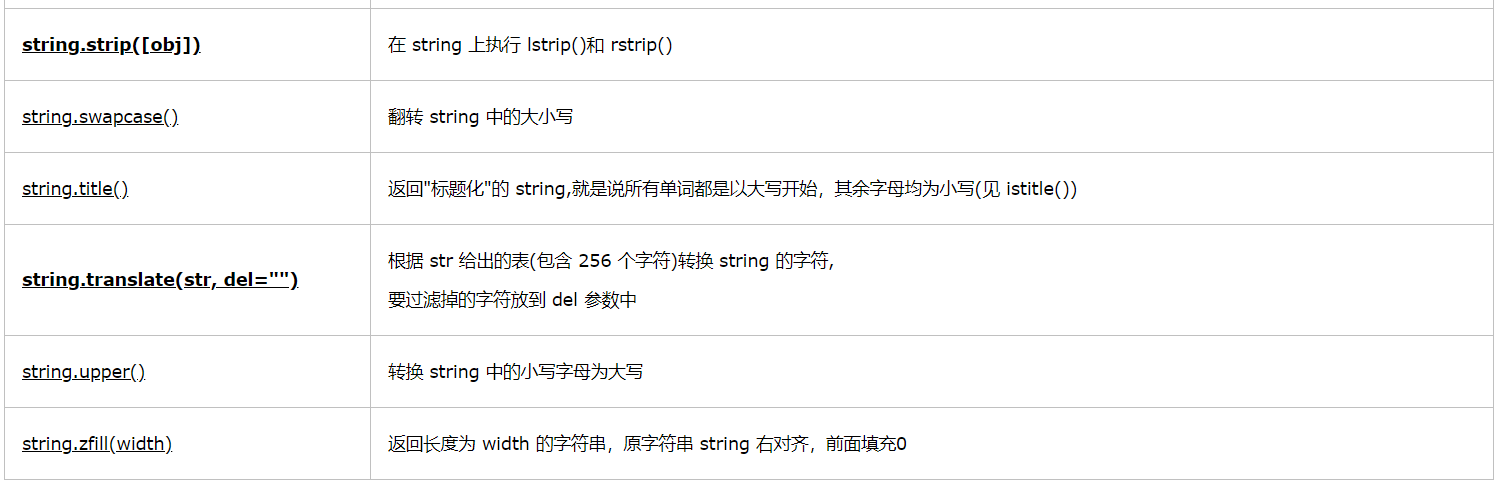 string.strip([obj])
在 string 上执行 lstrip()和 rstrip()
string.swapcase()
翻转 string 中的大小写
string.title()
返回"标题化"的 string,就是说所有单词都是以大写开始，其余字母均为小写(见 istitle())
string.translate(str, del="")
根据 str 给出的表(包含 256 个字符)转换 string 的字符,
要过滤掉的字符放到 del 参数中
string.upper()
转换 string 中的小写字母为大写
string.zfill(width)
返回长度为 width 的字符串，原字符串 string 右对齐，前面填充0